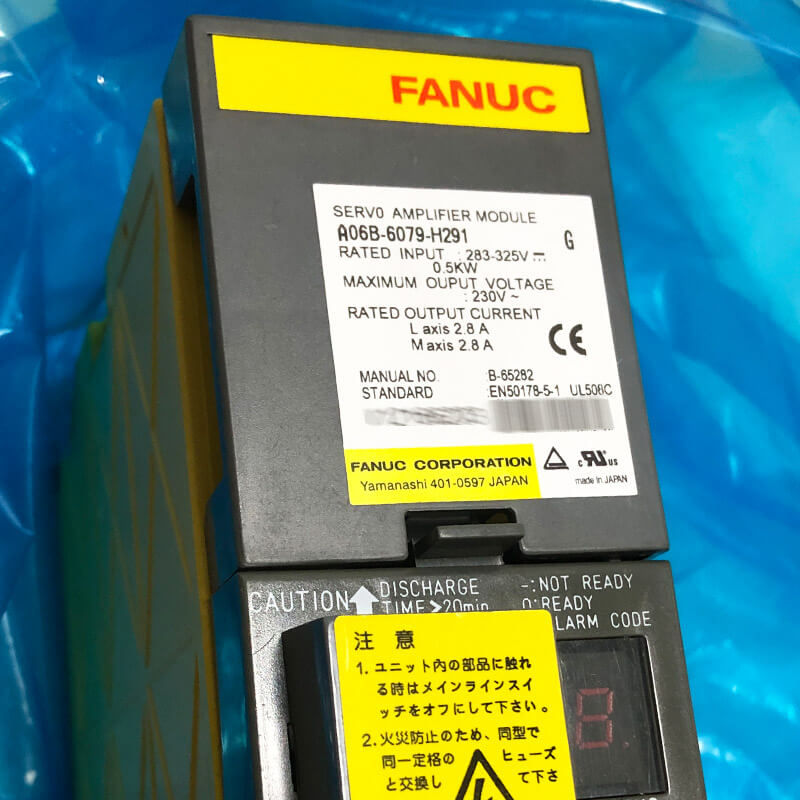 FANUC
SERVO AMPLIFIER MODULE
A06B-6079-H291 G
RATED INPUT : 283-325V ⎓
0.5KW
MAXIMUM OUPUT VOLTAGE
: 230V ~
RATED OUTPUT CURRENT
L axis 2.8 A
M axis 2.8 A
CE
MANUAL NO. :B-65282
STANDARD :EN50178-5-1 UL508C
FANUC CORPORATION
Yamanashi 401-0597 JAPAN
c RU us
made in JAPAN
CAUTION DISCHARGE
TIME >20min
-:NOT READY
0:READY
ALARM CODE
注意
1. ユニット内の部品に触れ
る時はメインラインスイ
ッチをオフにして下さい。
2. 火災防止のため、同型で
同一定格の ヒューズ
と交換し て下さ
8.